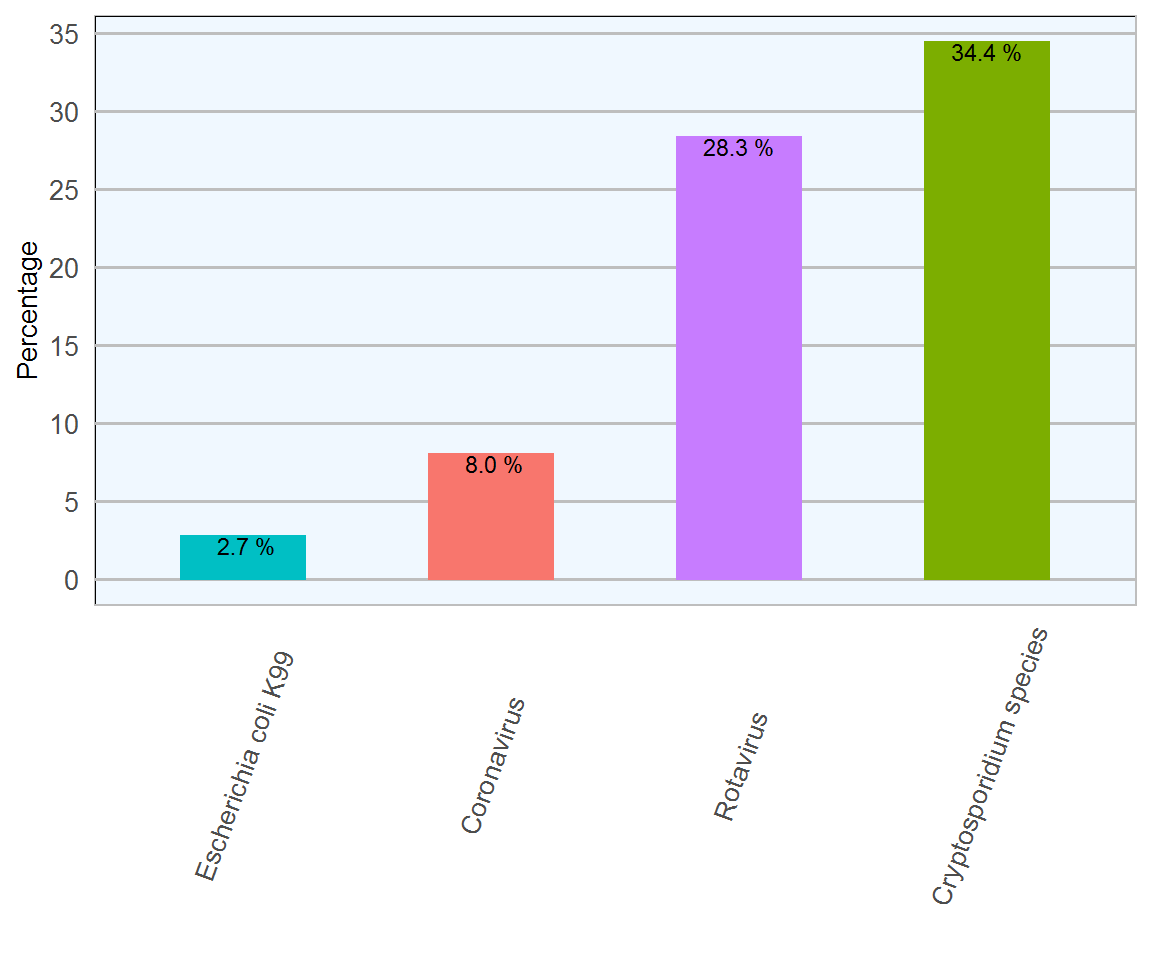 Percentage
35
30
25
20
15
10
5
0
2.7 %
8.0 %
28.3 %
34.4 %
Escherichia coli K99
Coronavirus
Rotavirus
Cryptosporidium species